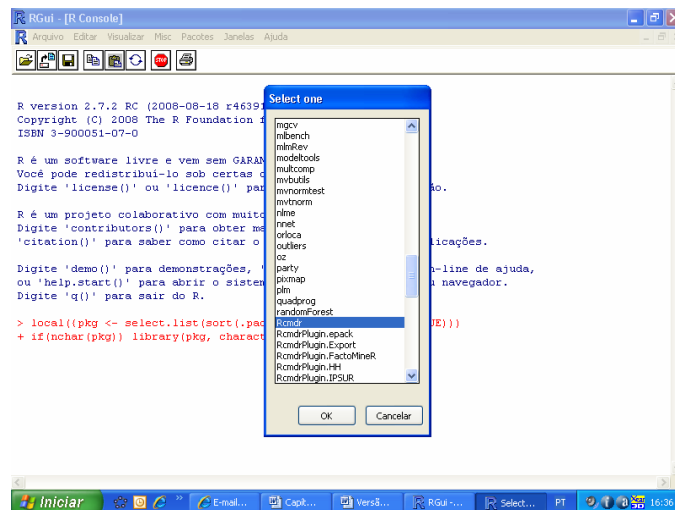 RGui - [R Console]
Arquivo Editar Visualizar Misc Pacotes Janelas Ajuda
STOP
R version 2.7.2 RC (2008-08-18 r46391
Copyright (C) 2008 The R Foundation f
ISBN 3-900051-07-0
R é um software livre e vem sem GARAN
Você pode redistribuí-lo sob certas c
Digite 'license()' ou 'licence()' par ão.
R é um projeto colaborativo com muito
Digite 'contributors()' para obter ma
'citation()' para saber como citar o licações.
Digite 'demo()' para demonstrações, ' n-line de ajuda,
ou 'help.start()' para abrir o sistem u navegador.
Digite 'q()' para sair do R.
> local({pkg <- select.list(sort(.pac UE)))
+ if(nchar(pkg)) library(pkg, charact
Select one
mgcv
mlbench
mlmRev
modeltools
multcomp
mvbutils
mvnormtest
mvtnorm
nlme
nnet
orloca
outliers
oz
party
pixmap
plm
quadprog
randomForest
Rcmdr
RcmdrPlugin.epack
RcmdrPlugin.Export
RcmdrPlugin.FactoMineR
RcmdrPlugin.HH
RcmdrPlugin.IPSUR
OK Cancelar
Iniciar E-mail... Capít... Versã... RGui -... Select... PT 16:36